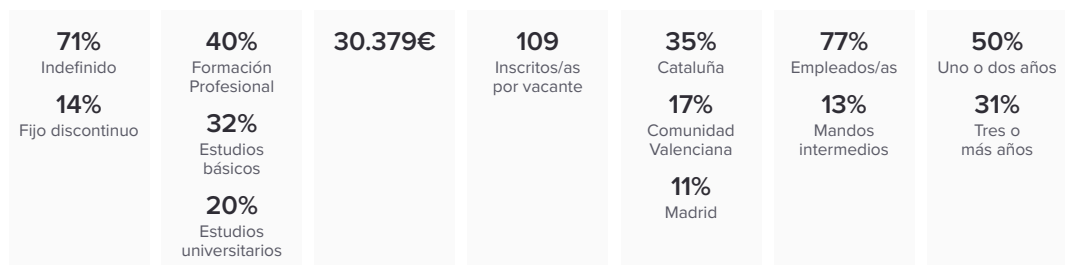 71%
Indefinido
14%
Fijo discontinuo
40%
Formación
Profesional
32%
Estudios
básicos
20%
Estudios
universitarios
30.379€
109
Inscritos/as
por vacante
35%
Cataluña
17%
Comunidad
Valenciana
11%
Madrid
77%
Empleados/as
13%
Mandos
intermedios
50%
Uno o dos años
31%
Tres o
más años